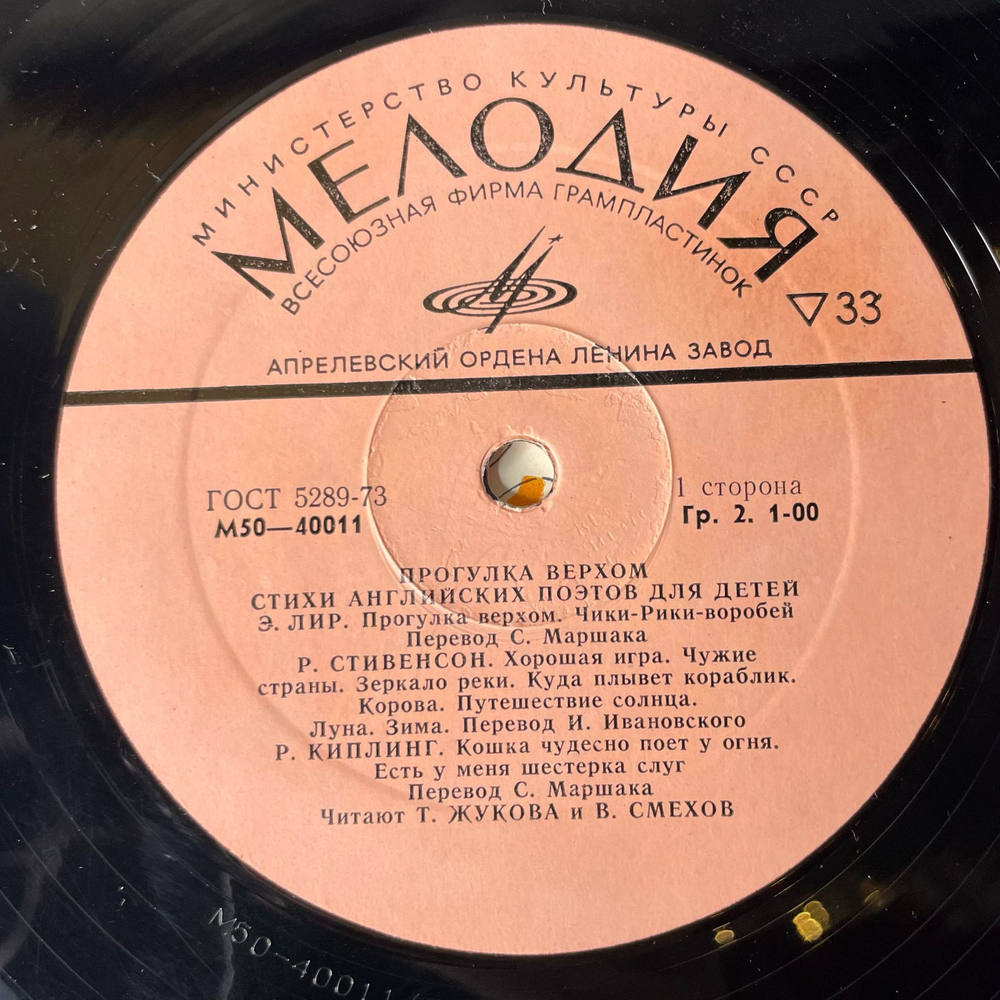 МИНИСТЕРСТВО КУЛЬТУРЫ СССР
МЕЛОДИЯ
ВСЕСОЮЗНАЯ ФИРМА ГРАМПЛАСТИНОК
33
АПРЕЛЕВСКИЙ ОРДЕНА ЛЕНИНА ЗАВОД
ГОСТ 5289-73
М50—40011
1 сторона
Гр. 2. 1-00
ПРОГУЛКА ВЕРХОМ
СТИХИ АНГЛИЙСКИХ ПОЭТОВ ДЛЯ ДЕТЕЙ
Э. ЛИР. Прогулка верхом. Чики-Рики-воробей
Перевод С. Маршака
Р. СТИВЕНСОН. Хорошая игра. Чужие
страны. Зеркало реки. Куда плывет кораблик.
Корова. Путешествие солнца.
Луна. Зима. Перевод И. Ивановского
Р. КИПЛИНГ. Кошка чудесно поет у огня.
Есть у меня шестерка слуг
Перевод С. Маршака
Читают Т. ЖУКОВА и В. СМЕХОВ
М50-40011